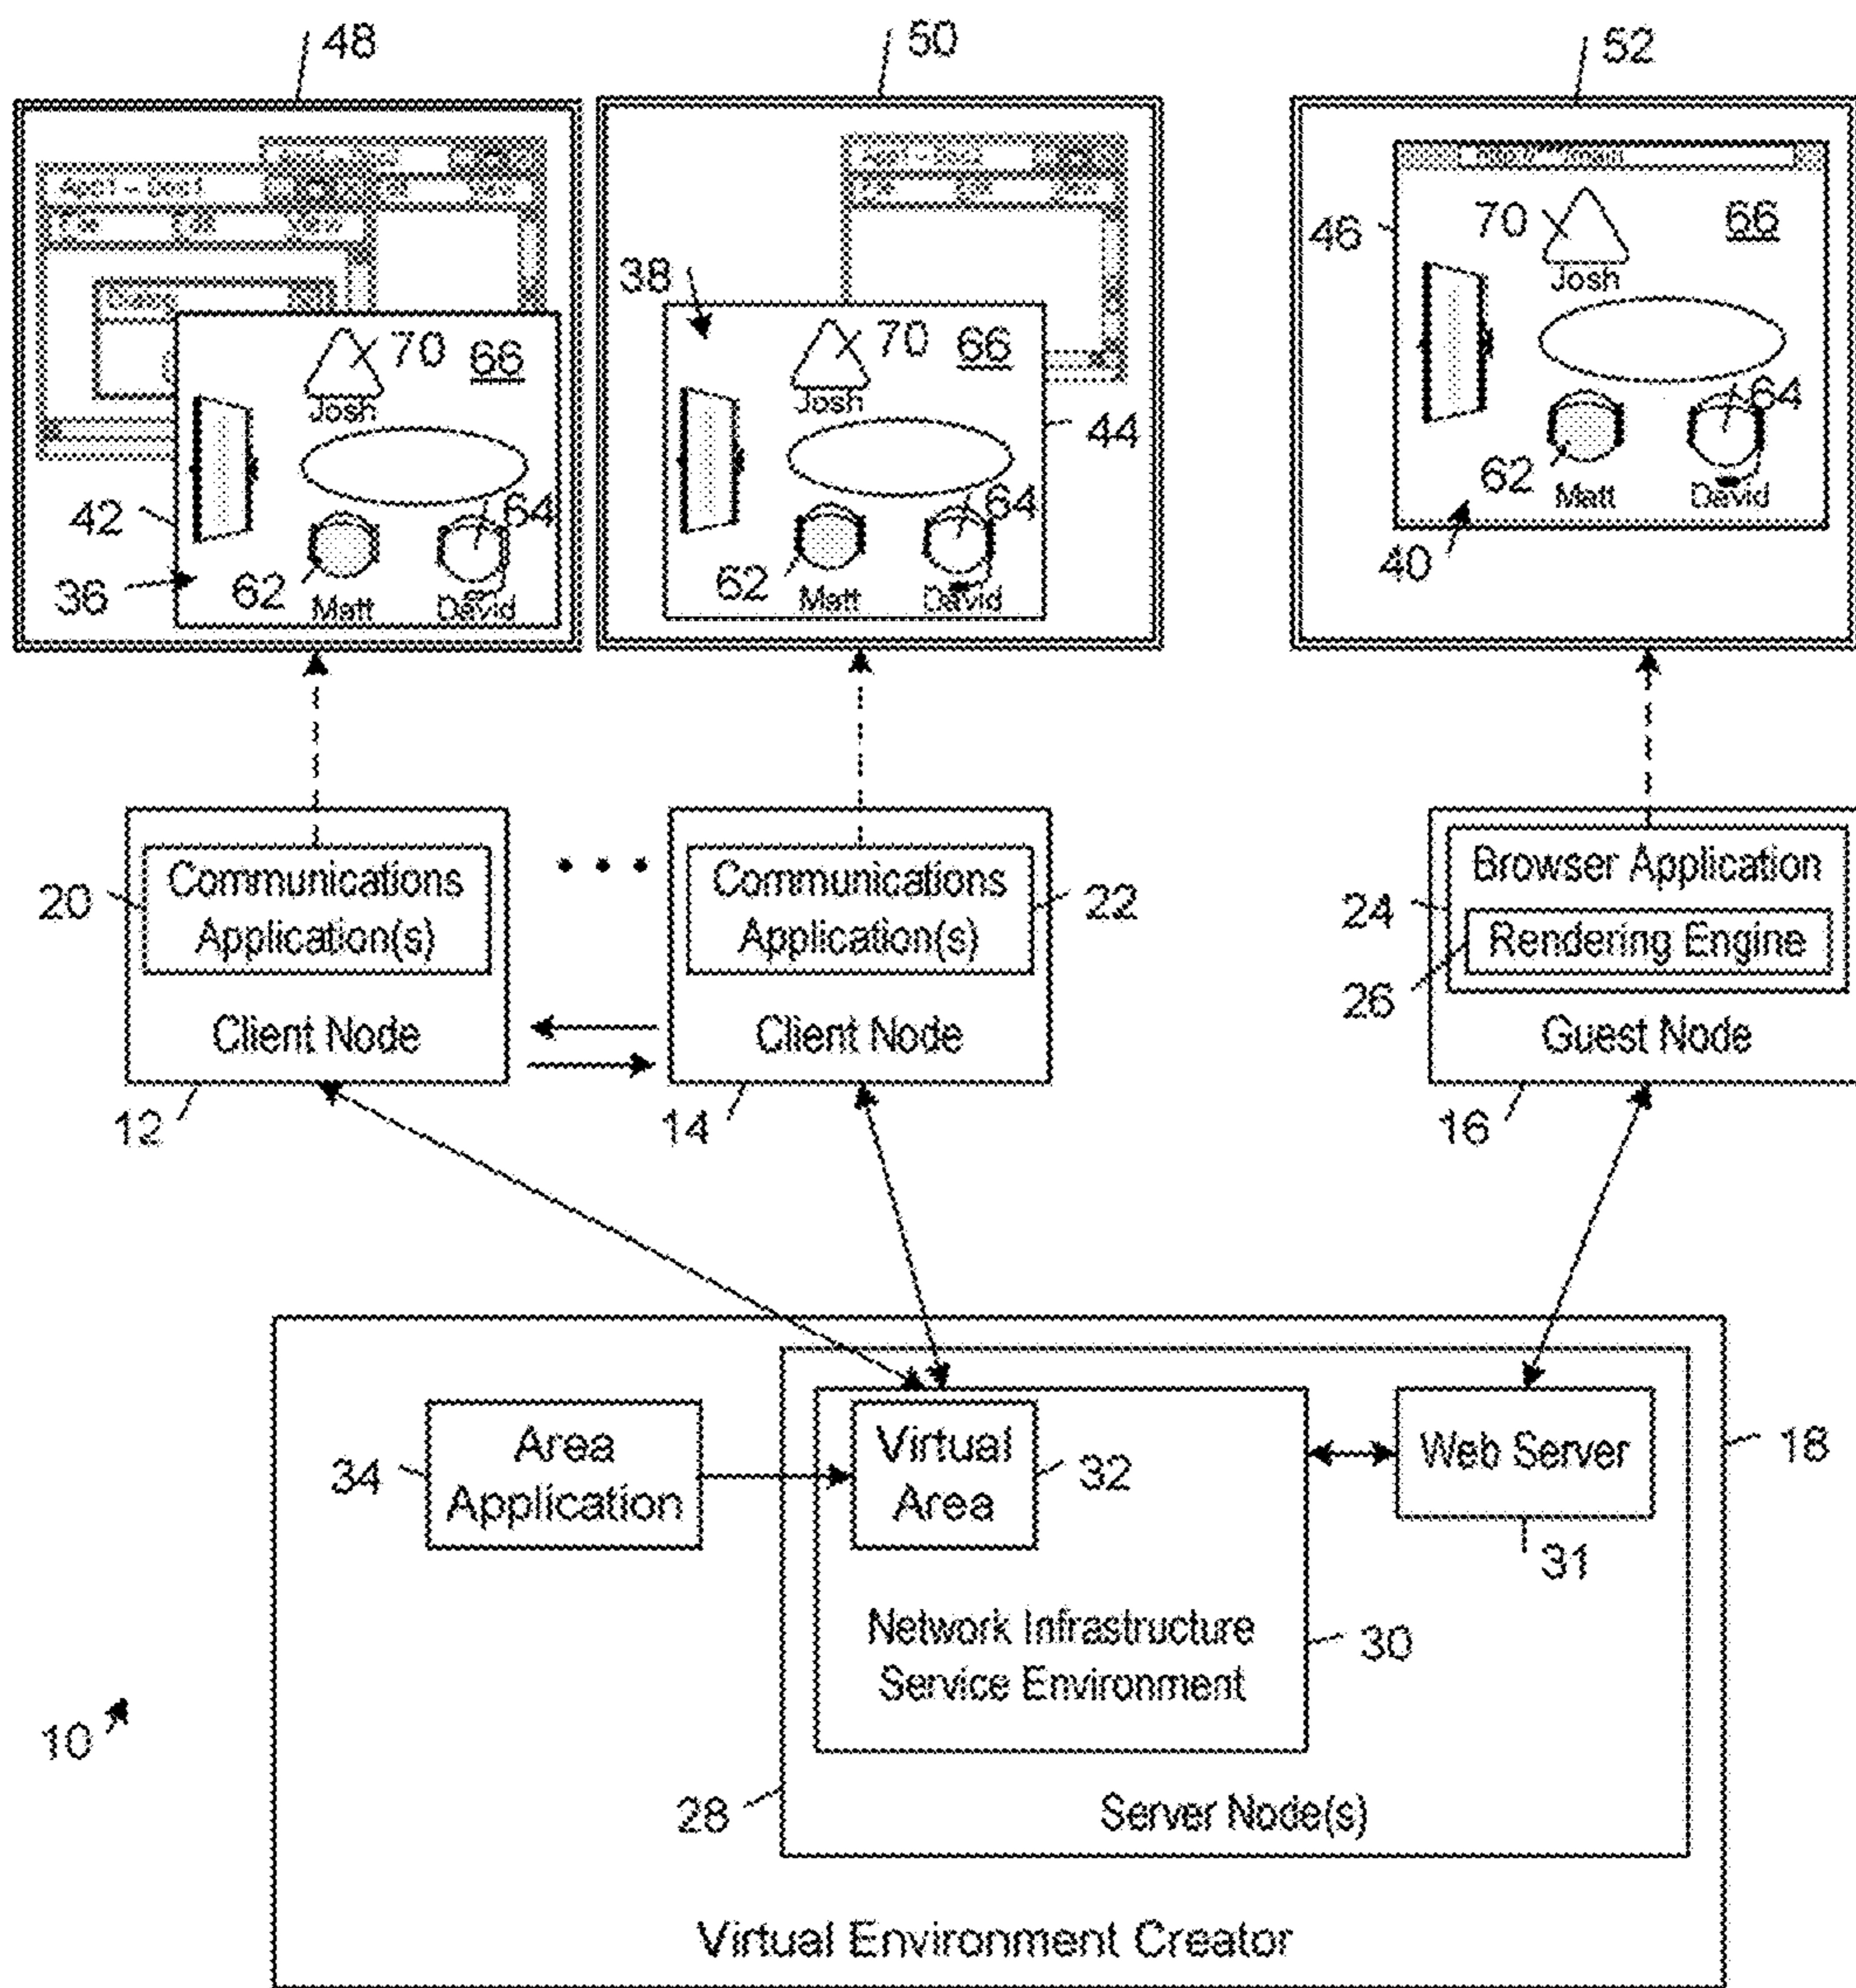 48
50
52
App1 - Doc1
70
66
Josh
42
64
62
36
Matt
David
38
70
66
Josh
44
64
62
Matt
David
46
70
66
Josh
64
62
Matt
David
40
20
Communications
Application(s)
Client Node
12
Communications
Application(s)
22
Client Node
14
24
Browser Application
Rendering Engine
26
Guest Node
16
34
Area
Application
Virtual
Area
32
Web Server
18
31
Network Infrastructure
Service Environment
30
10
28
Server Node(s)
Virtual Environment Creator